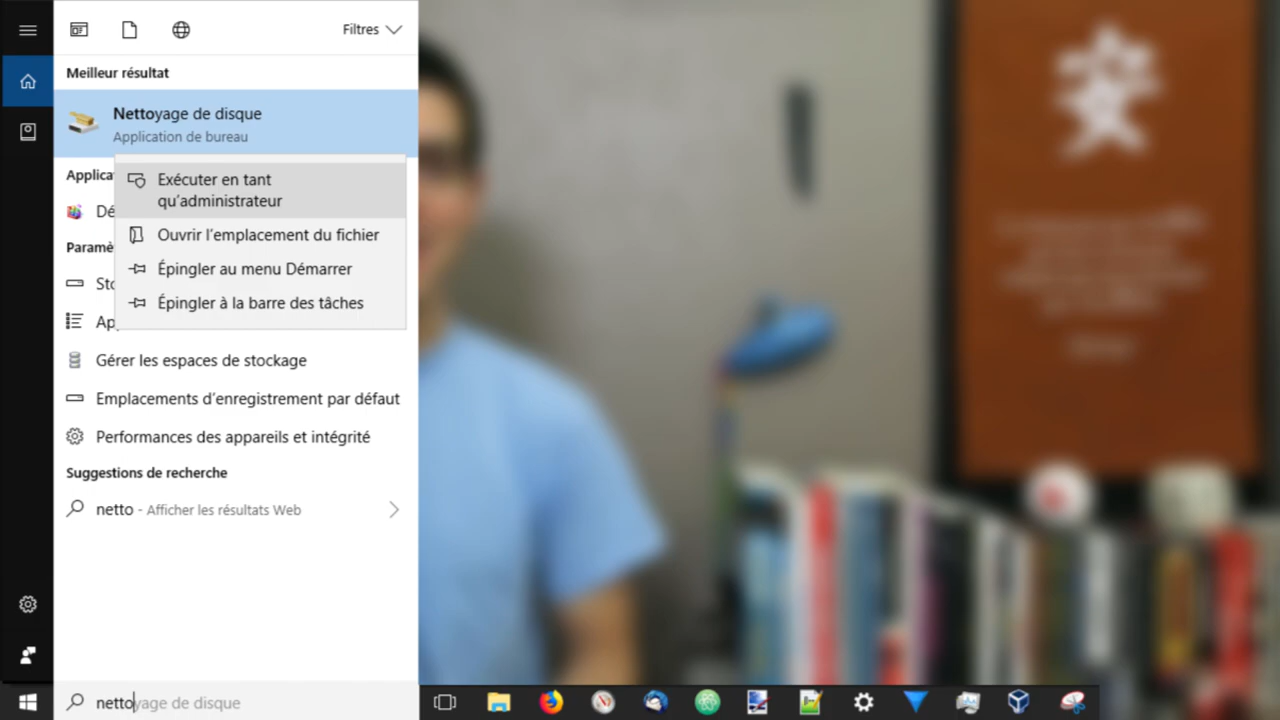 Filtres
Meilleur résultat
Nettoyage de disque
Application de bureau
Exécuter en tant
qu'administrateur
Ouvrir l'emplacement du fichier
Épingler au menu Démarrer
Épingler à la barre des tâches
Gérer les espaces de stockage
Emplacements d'enregistrement par défaut
Performances des appareils et intégrité
Suggestions de recherche
netto - Afficher les résultats Web
nettoyage de disque